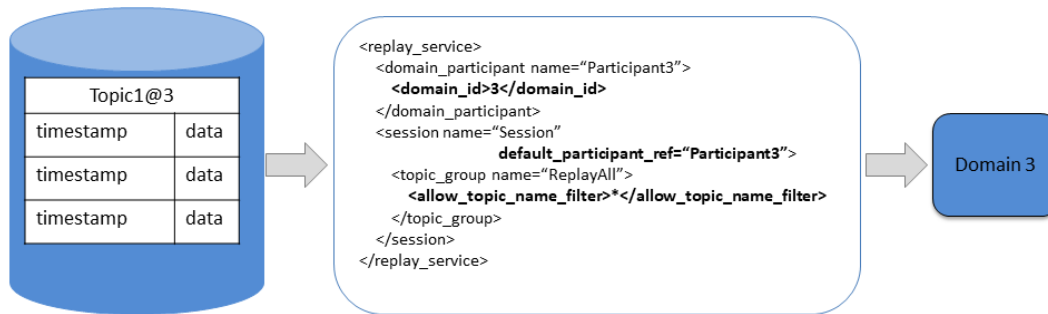 Topic1@3
timestamp data
timestamp data
timestamp data
<replay_service>
<domain_participant name=“Participant3”>
<domain_id>3</domain_id>
</domain_participant>
<session name=“Session”
default_participant_ref=“Participant3”>
<topic_group name=“ReplayAll”>
<allow_topic_name_filter>*</allow_topic_name_filter>
</topic_group>
</session>
</replay_service>
Domain 3